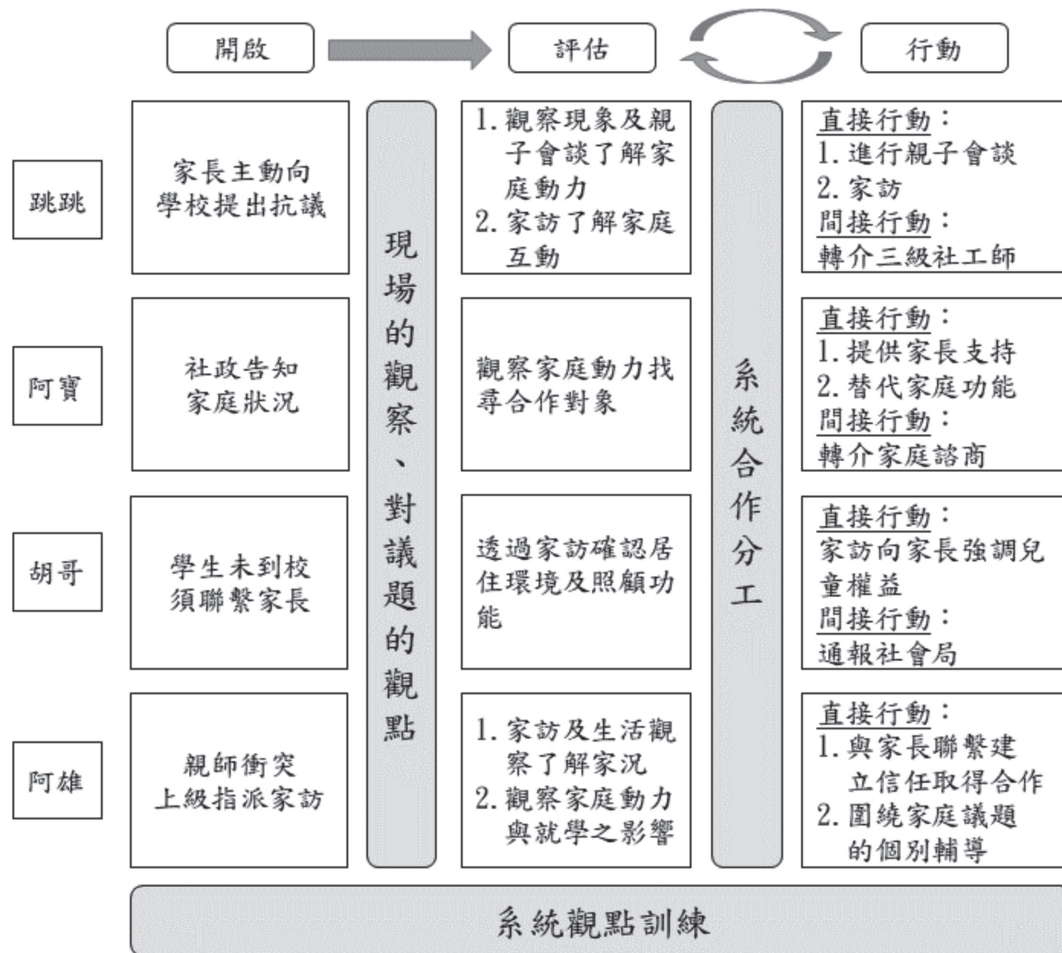 開啟
評估
行動
跳跳
家長主動向
學校提出抗議
1. 觀察現象及親
子會談了解家
庭動力
2. 家訪了解家庭
互動
直接行動：
1. 進行親子會談
2. 家訪
間接行動：
轉介三級社工師
現場的觀察、對議題的觀點
系統合作分工
阿寶
社政告知
家庭狀況
觀察家庭動力找
尋合作對象
直接行動：
1. 提供家長支持
2. 替代家庭功能
間接行動：
轉介家庭諮商
胡哥
學生未到校
須聯繫家長
透過家訪確認居
住環境及照顧功
能
直接行動：
家訪向家長強調兒
童權益
間接行動：
通報社會局
阿雄
親師衝突
上級指派家訪
1. 家訪及生活觀
察了解家況
2. 觀察家庭動力
與就學之影響
直接行動：
1. 與家長聯繫建
立信任取得合作
2. 圍繞家庭議題
的個別輔導
系統觀點訓練